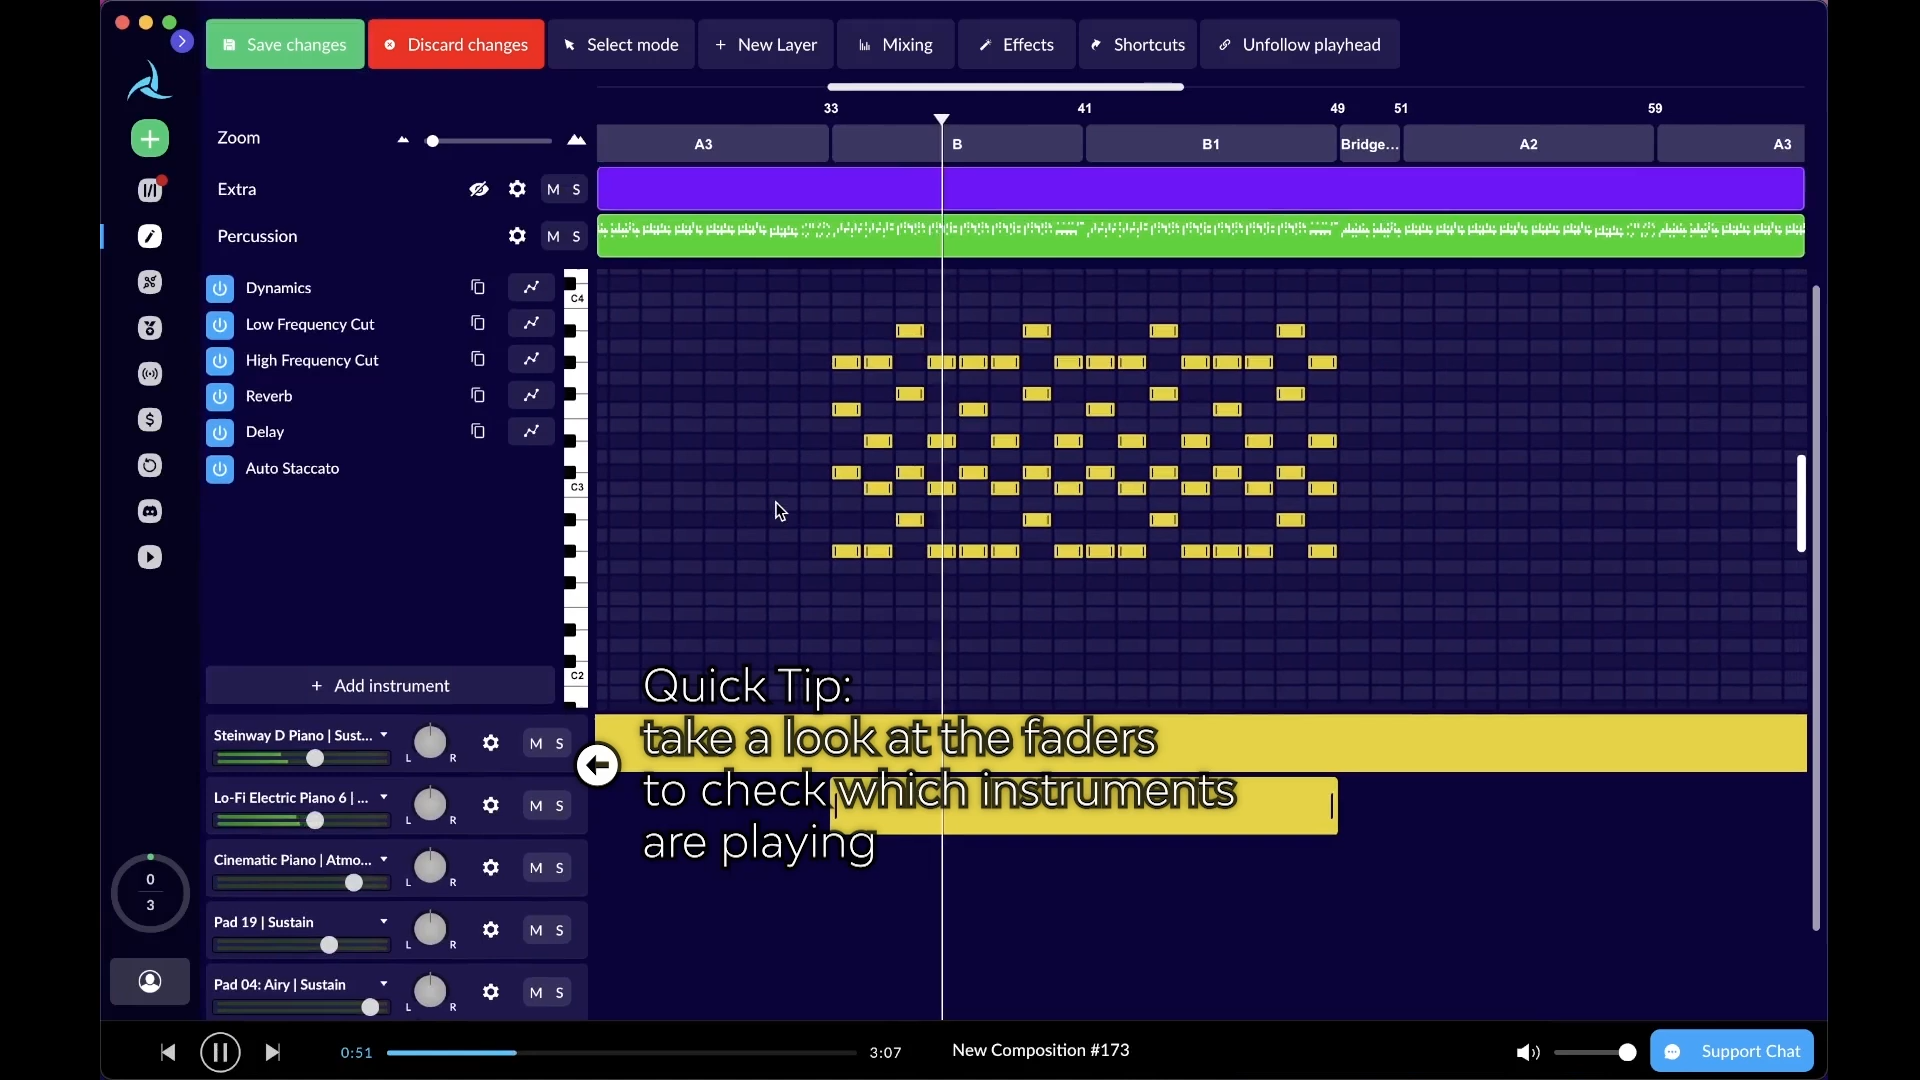 Save changes
Discard changes
Select mode
+ New Layer
Mixing
Effects
Shortcuts
Unfollow playhead
33 41 49 51 59
Zoom
A3 B B1 Bridge... A2 A3
Extra M S
Percussion M S
Dynamics
Low Frequency Cut
High Frequency Cut
Reverb
Delay
Auto Staccato
C4
C3
C2
+ Add instrument
Quick Tip:
take a look at the faders
to check which instruments
are playing
Steinway D Piano | Sust...
L R M S
Lo-Fi Electric Piano 6 | ...
L R M S
Cinematic Piano | Atmo...
L R M S
Pad 19 | Sustain
L R M S
Pad 04: Airy | Sustain
L R M S
0
3
0:51
3:07
New Composition #173
Support Chat